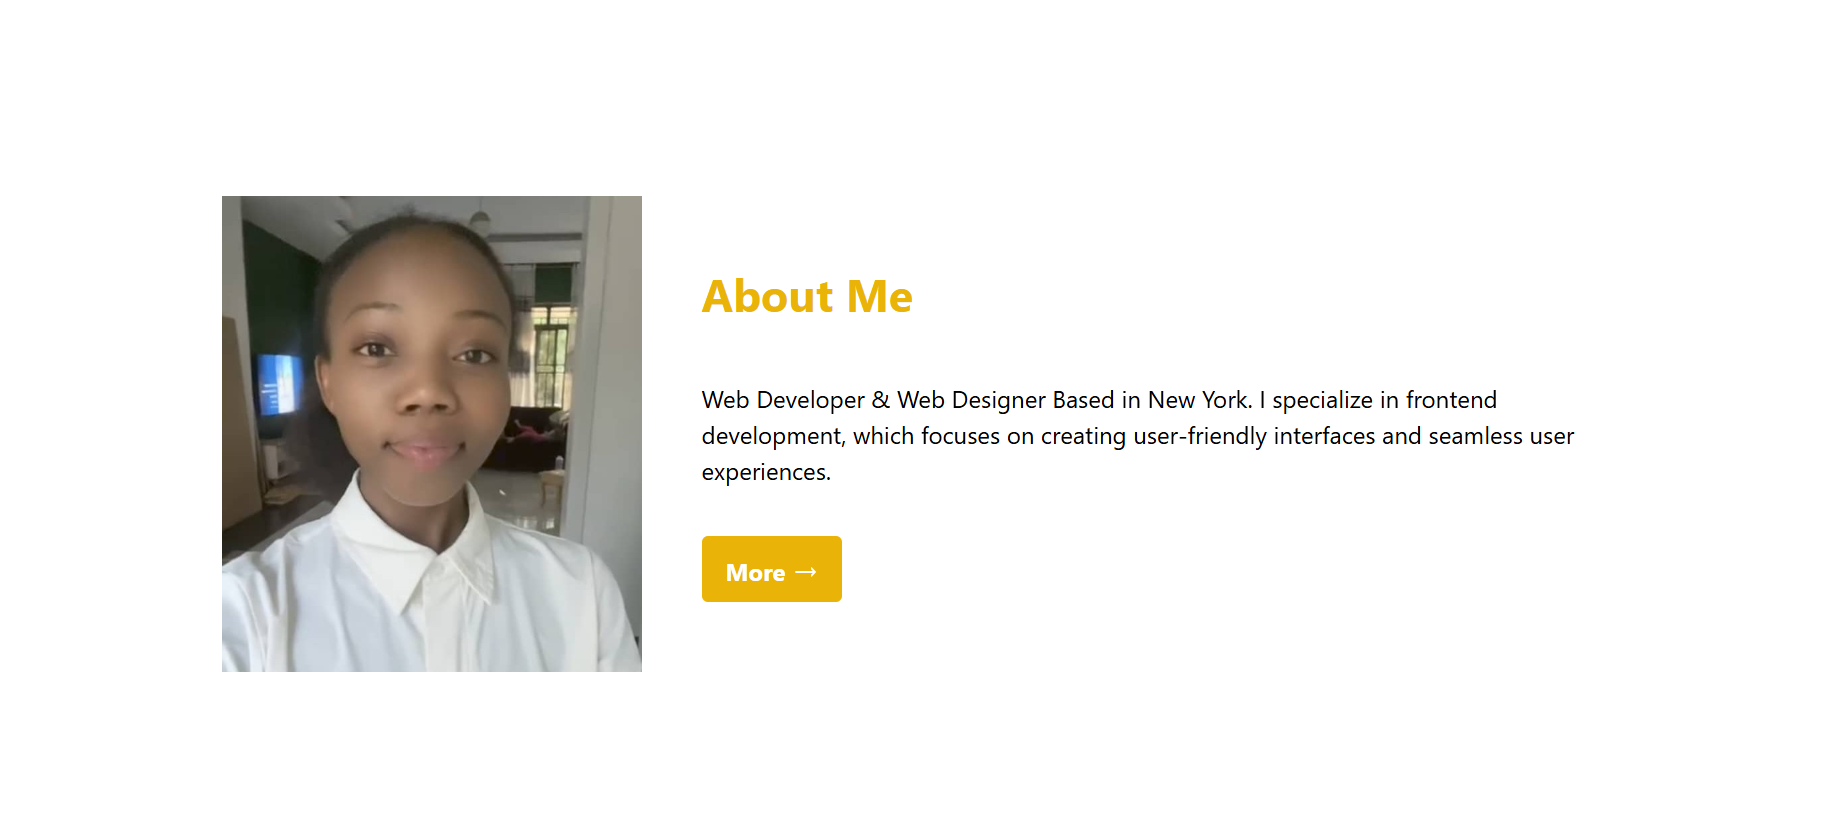 About Me
Web Developer & Web Designer Based in New York. I specialize in frontend
development, which focuses on creating user-friendly interfaces and seamless user
experiences.
More →